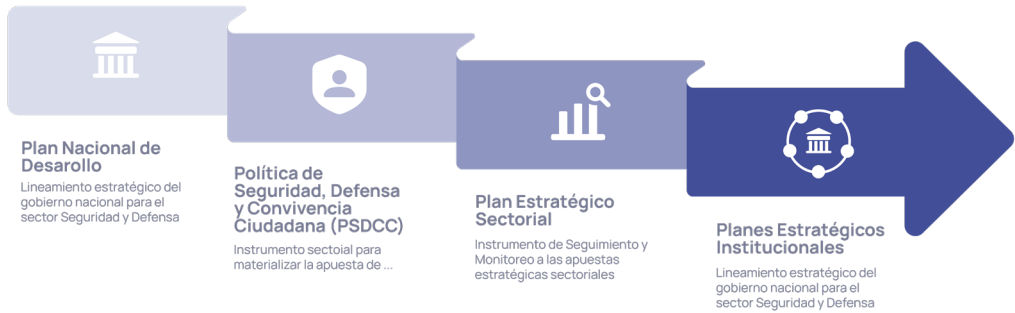 Plan Nacional de
Desarollo
Lineamiento estratégico del
gobierno nacional para el
sector Seguridad y Defensa
Política de
Seguridad, Defensa
y Convivencia
Ciudadana (PSDCC)
Instrumento sectoial para
materializar la apuesta de ...
Plan Estratégico
Sectorial
Instrumento de Seguimiento y
Monitoreo a las apuestas
estratégicas sectoriales
Planes Estratégicos
Institucionales
Lineamiento estratégico del
gobierno nacional para el
sector Seguridad y Defensa